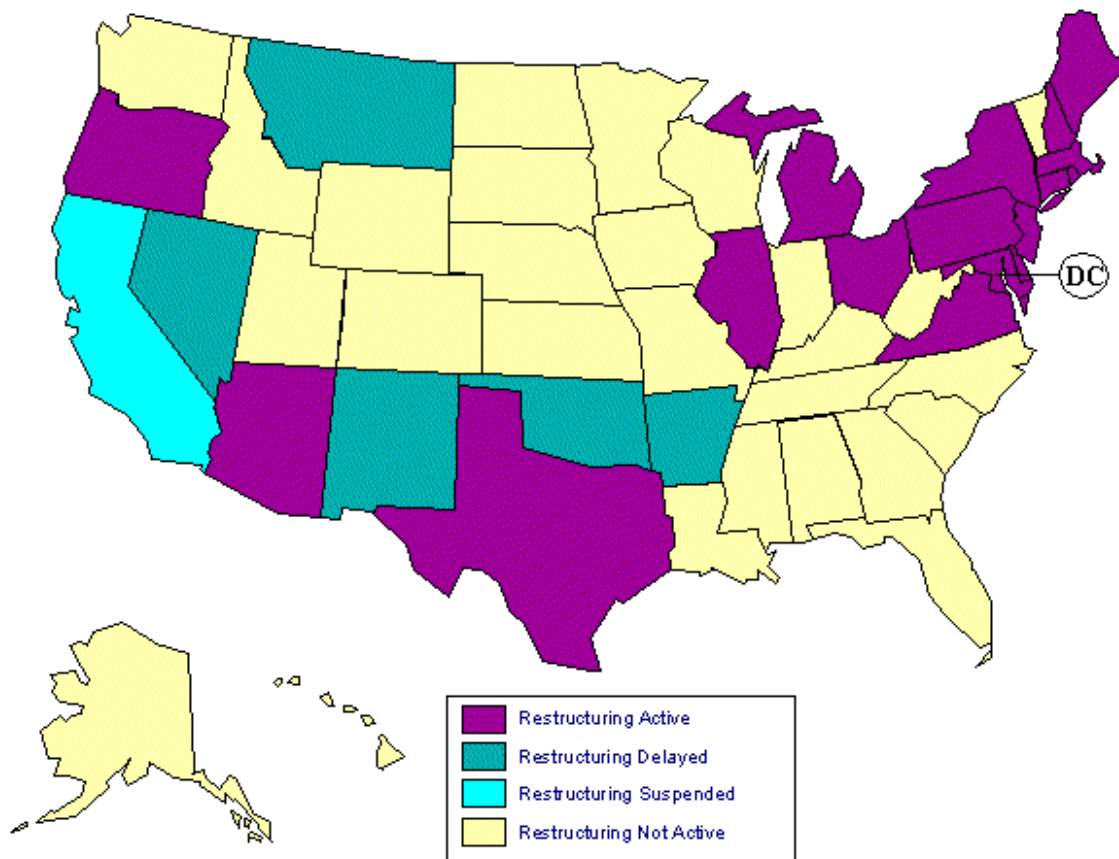 DC
Restructuring Active
Restructuring Delayed
Restructuring Suspended
Restructuring Not Active